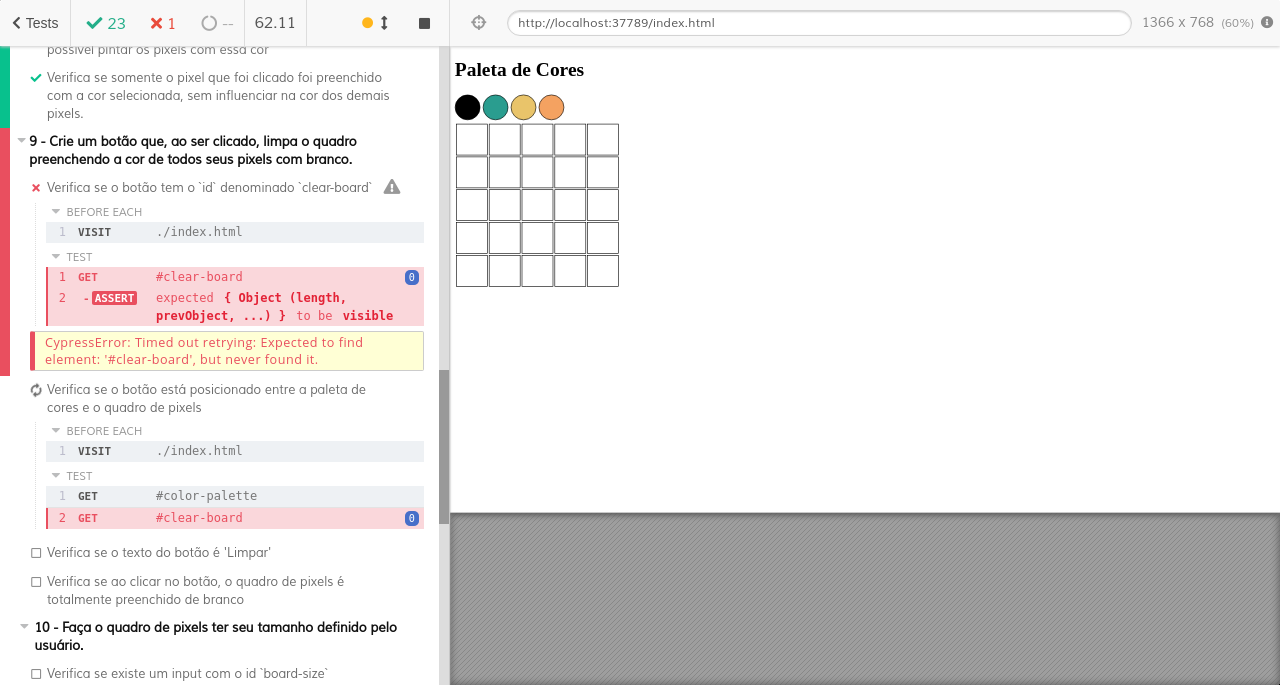 Tests
23
1
--
62.11
http://localhost:37789/index.html
1366 x 768 (60%)
possível pintar os pixels com essa cor
Verifica se somente o pixel que foi clicado foi preenchido
com a cor selecionada, sem influenciar na cor dos demais
pixels.
9 - Crie um botão que, ao ser clicado, limpa o quadro
preenchendo a cor de todos seus pixels com branco.
Verifica se o botão tem o `id` denominado `clear-board`
BEFORE EACH
1 VISIT ./index.html
TEST
1 GET #clear-board 0
2 -ASSERT expected { Object (length,
prevObject, ...) } to be visible
CypressError: Timed out retrying: Expected to find
element: '#clear-board', but never found it.
Verifica se o botão está posicionado entre a paleta de
cores e o quadro de pixels
BEFORE EACH
1 VISIT ./index.html
TEST
1 GET #color-palette
2 GET #clear-board 0
Verifica se o texto do botão é 'Limpar'
Verifica se ao clicar no botão, o quadro de pixels é
totalmente preenchido de branco
10 - Faça o quadro de pixels ter seu tamanho definido pelo
usuário.
Verifica se existe um input com o id `board-size`
Paleta de Cores